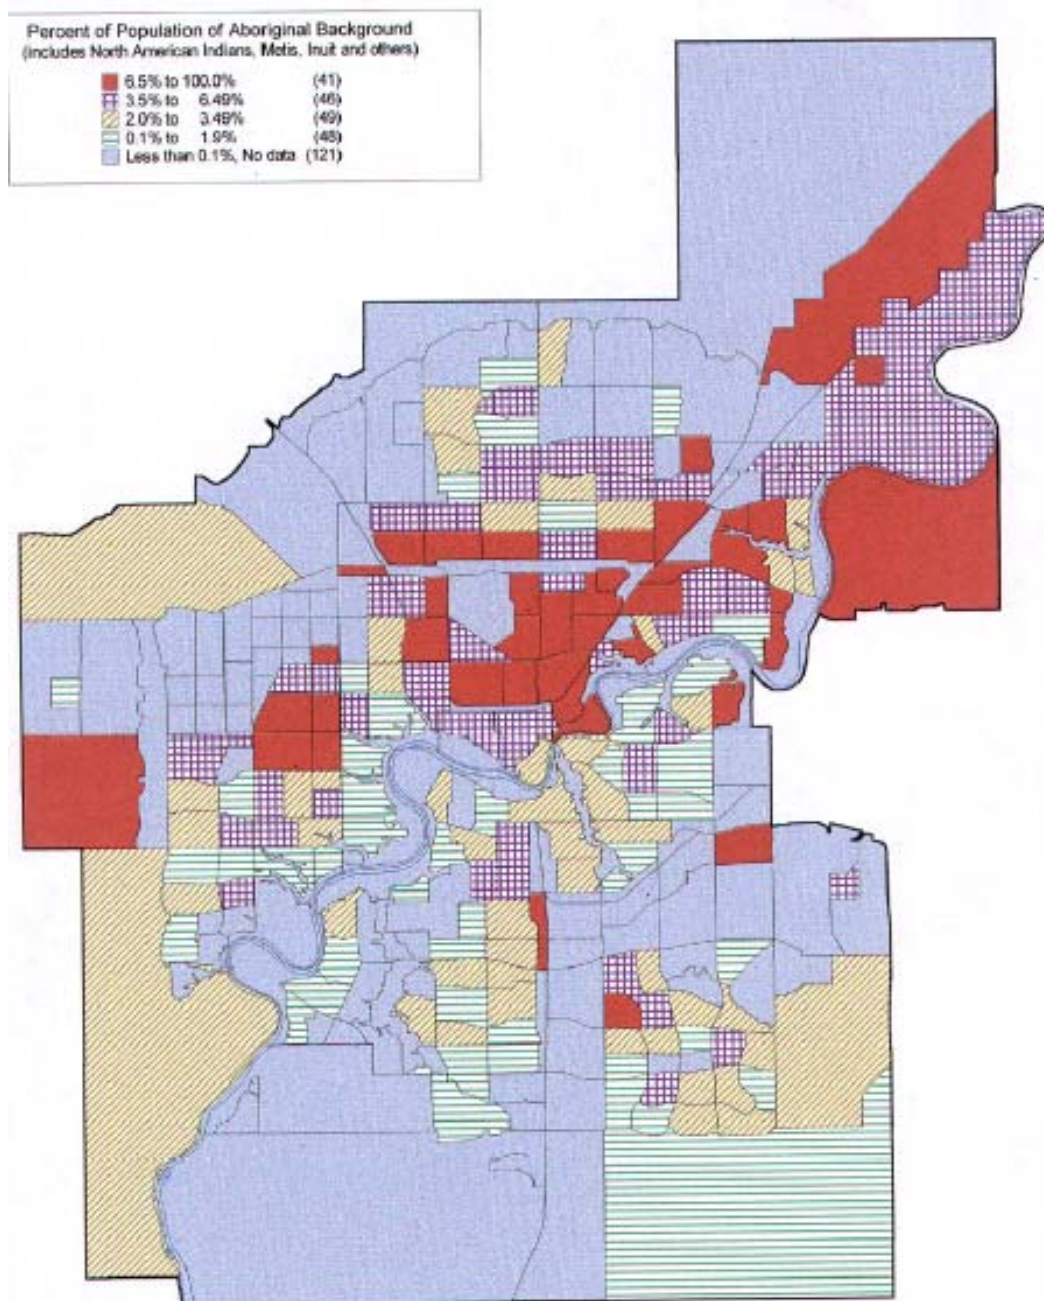 Percent of Population of Aboriginal Background
(includes North American Indians, Metis, Inuit and others)
6.5% to 100.0% (41)
3.5% to 6.49% (46)
2.0% to 3.49% (49)
0.1% to 1.9% (48)
Less than 0.1%, No data (121)